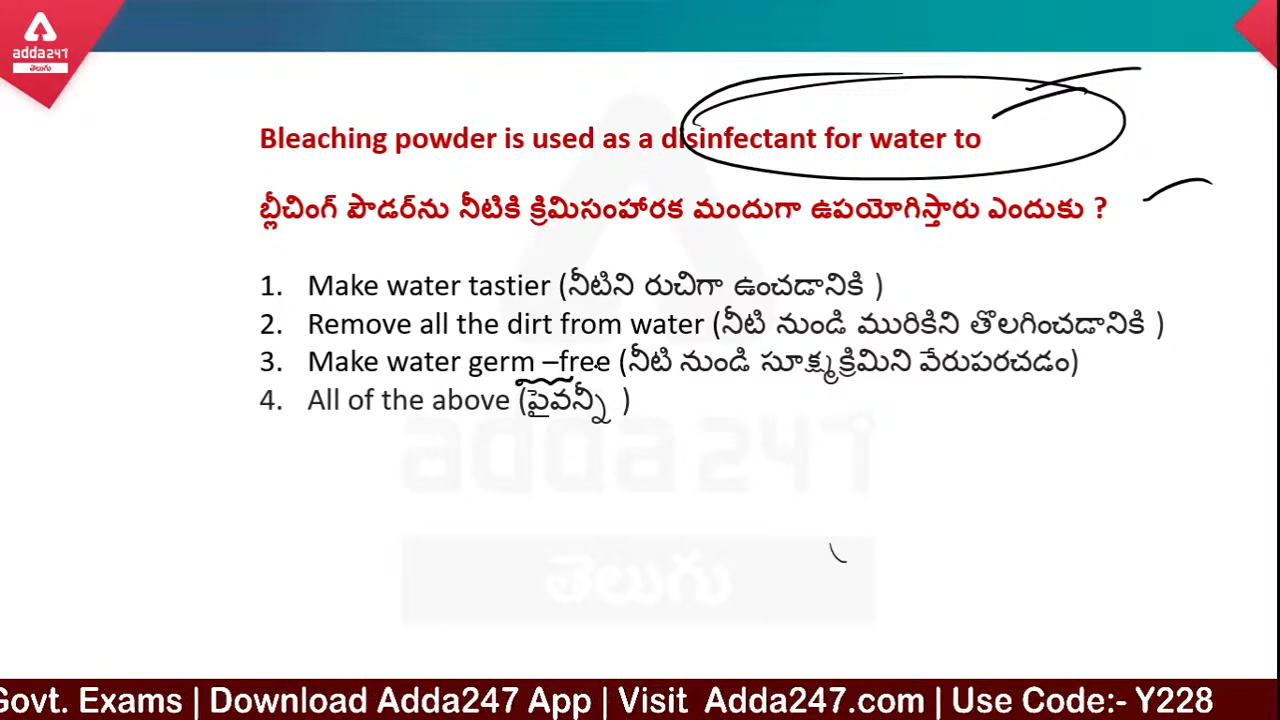 adda247
తెలుగు
Bleaching powder is used as a disinfectant for water to
బ్లీచింగ్ పౌడర్‌ను నీటికి క్రిమిసంహారక మందుగా ఉపయోగిస్తారు ఎందుకు ?
1. Make water tastier (నీటిని రుచిగా ఉంచడానికి )
2. Remove all the dirt from water (నీటి నుండి మురికిని తొలగించడానికి )
3. Make water germ –free (నీటి నుండి సూక్ష్మక్రిమిని వేరుపరచడం)
4. All of the above (పైవన్నీ )
adda247
తెలుగు
Govt. Exams | Download Adda247 App | Visit Adda247.com | Use Code:- Y228